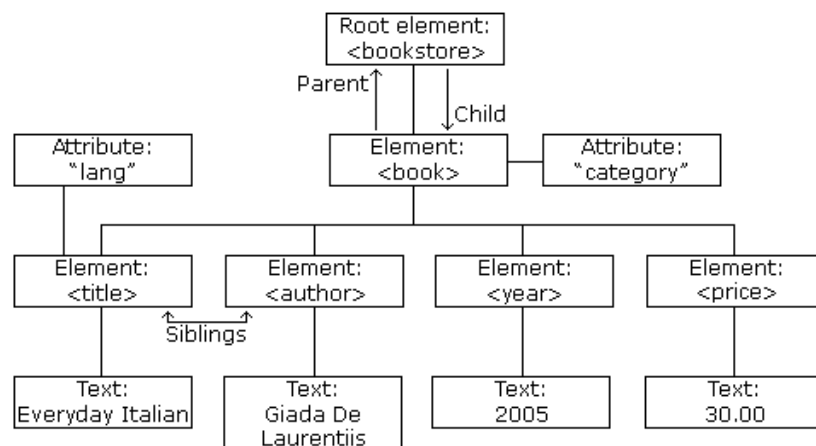 Root element:
<bookstore>
Parent
Child
Attribute:
“lang”
Element:
<book>
Attribute:
“category”
Element:
<title>
Element:
<author>
Element:
<year>
Element:
<price>
Siblings
Text:
Everyday Italian
Text:
Giada De
Laurentiis
Text:
2005
Text:
30.00